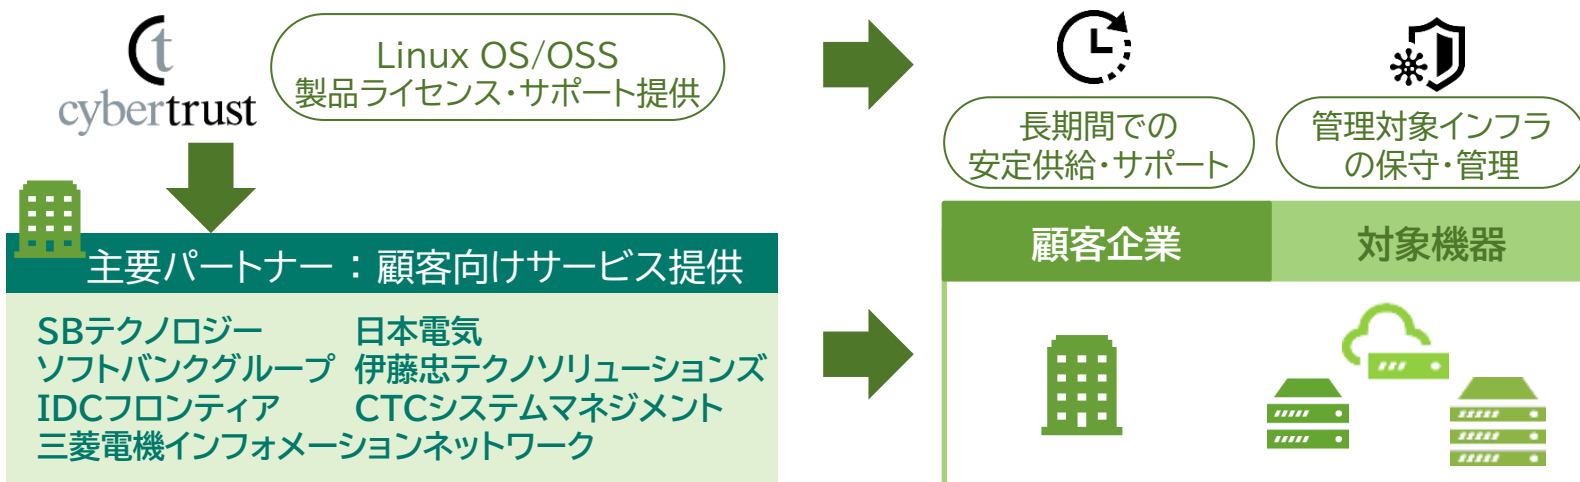 cybertrust
Linux OS/OSS
製品ライセンス・サポート提供
主要パートナー：顧客向けサービス提供
SBテクノロジー 日本電気
ソフトバンクグループ 伊藤忠テクノソリューションズ
IDCフロンティア CTCシステムマネジメント
三菱電機インフォメーションネットワーク
長期間での
安定供給・サポート
管理対象インフラ
の保守・管理
顧客企業 対象機器